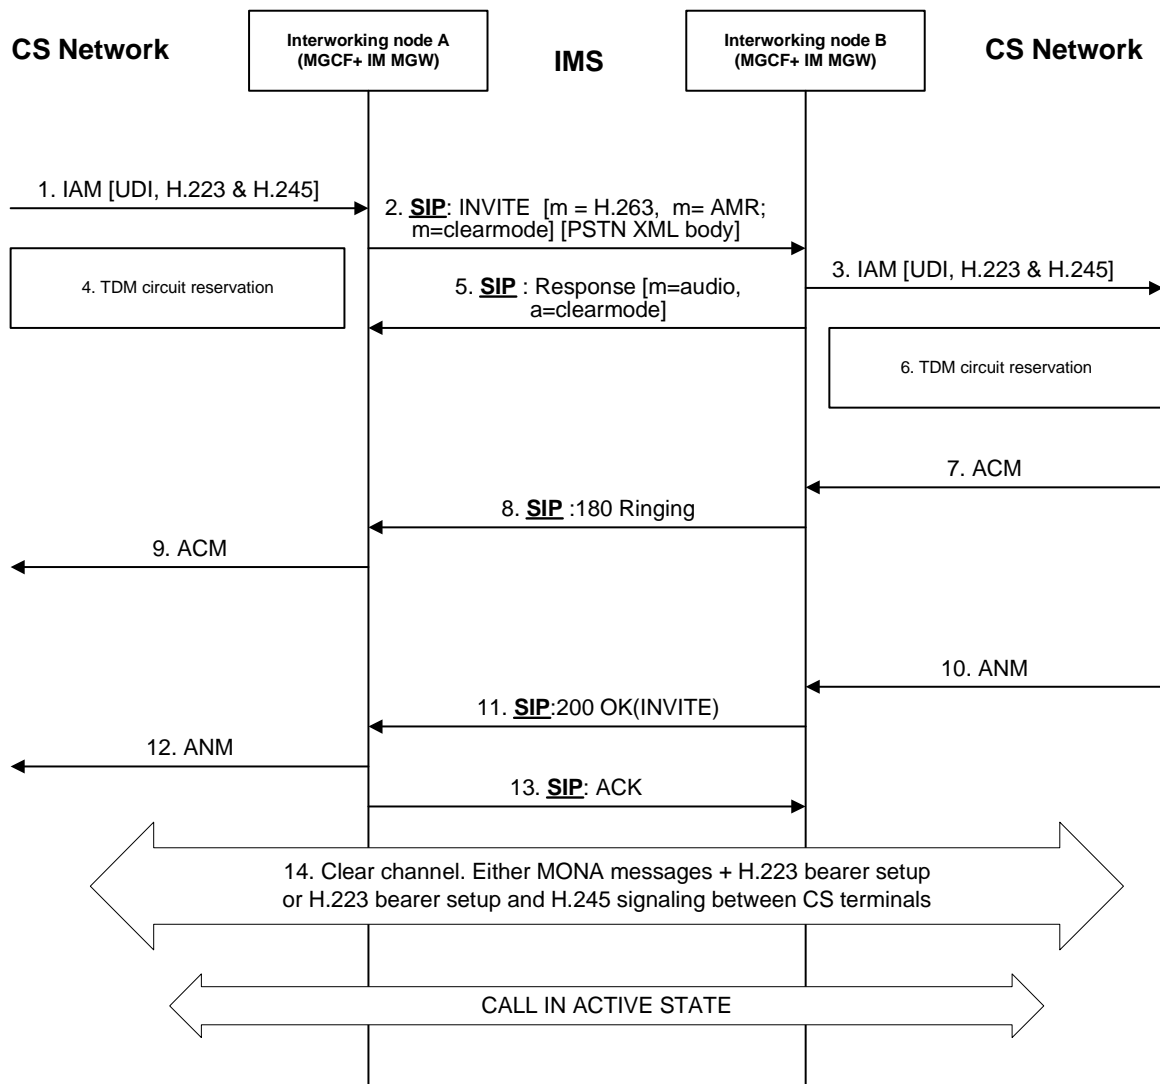 CS Network
Interworking node A
(MGCF+ IM MGW)
IMS
Interworking node B
(MGCF+ IM MGW)
CS Network
1. IAM [UDI, H.223 & H.245]
2. SIP: INVITE [m = H.263, m= AMR;
m=clearmode] [PSTN XML body]
3. IAM [UDI, H.223 & H.245]
4. TDM circuit reservation
5. SIP : Response [m=audio,
a=clearmode]
6. TDM circuit reservation
7. ACM
8. SIP :180 Ringing
9. ACM
10. ANM
11. SIP:200 OK(INVITE)
12. ANM
13. SIP: ACK
14. Clear channel. Either MONA messages + H.223 bearer setup
or H.223 bearer setup and H.245 signaling between CS terminals
CALL IN ACTIVE STATE